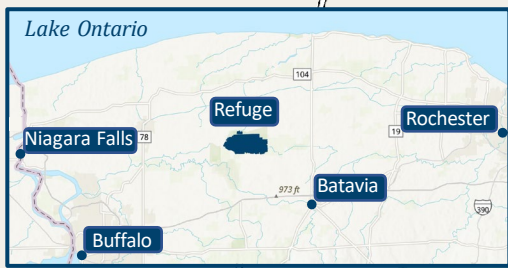 Lake Ontario
104
Refuge
Rochester
Niagara Falls
78
19
973 ft
Batavia
390
Buffalo